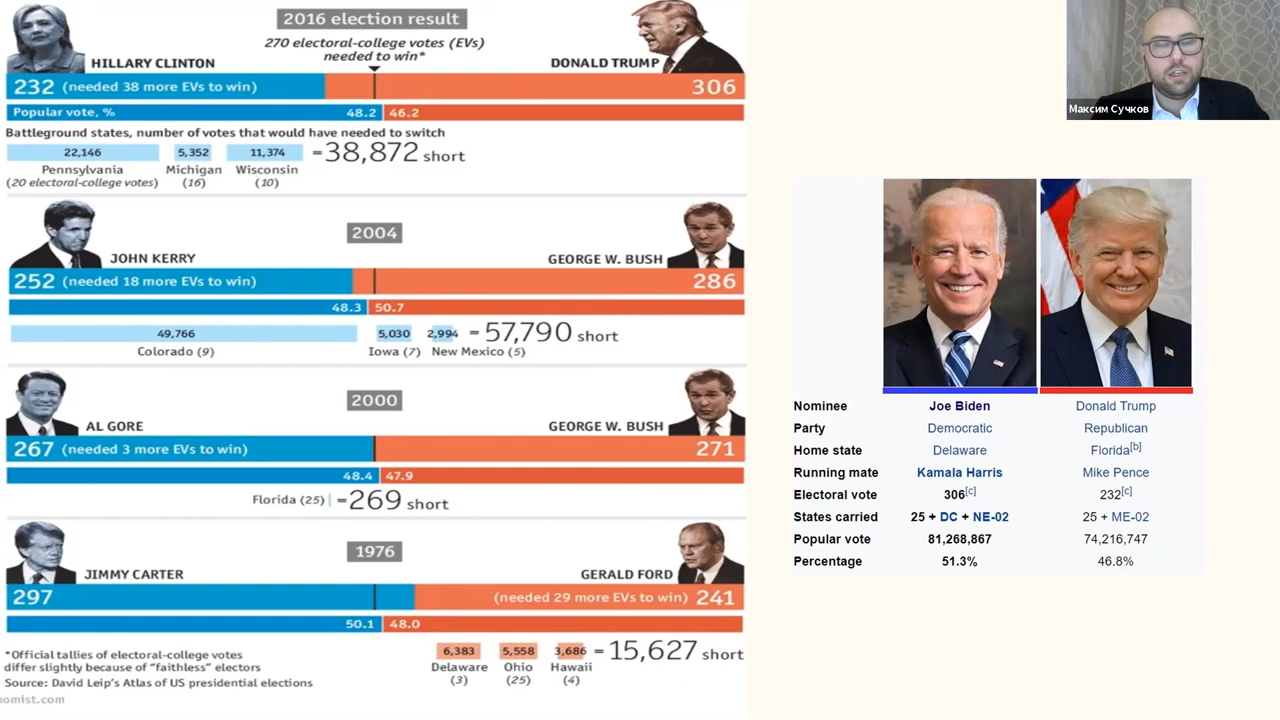 2016 election result
270 electoral-college votes (EVs)
needed to win*
HILLARY CLINTON
DONALD TRUMP
232 (needed 38 more EVs to win)
306
Popular vote, %
48.2
46.2
Battleground states, number of votes that would have needed to switch
22,146
5,352
11,374
=38,872 short
Pennsylvania
Michigan
Wisconsin
(20 electoral-college votes)
(16)
(10)
2004
JOHN KERRY
GEORGE W. BUSH
252 (needed 18 more EVs to win)
286
48.3
50.7
49,766
5,030
2,994
= 57,790 short
Colorado (9)
Iowa (7)
New Mexico (5)
2000
AL GORE
GEORGE W. BUSH
267 (needed 3 more EVs to win)
271
48.4
47.9
Florida (25)
=269 short
1976
JIMMY CARTER
GERALD FORD
297
(needed 29 more EVs to win) 241
50.1
48.0
6,383
5,558
3,686
= 15,627 short
Delaware
Ohio
Hawaii
(3)
(25)
(4)
*Official tallies of electoral-college votes
differ slightly because of "faithless" electors
Source: David Leip's Atlas of US presidential elections
nomist.com
Максим Сучков
Nominee Joe Biden Donald Trump
Party Democratic Republican
Home state Delaware Florida[b]
Running mate Kamala Harris Mike Pence
Electoral vote 306[c] 232[c]
States carried 25 + DC + NE-02 25 + ME-02
Popular vote 81,268,867 74,216,747
Percentage 51.3% 46.8%